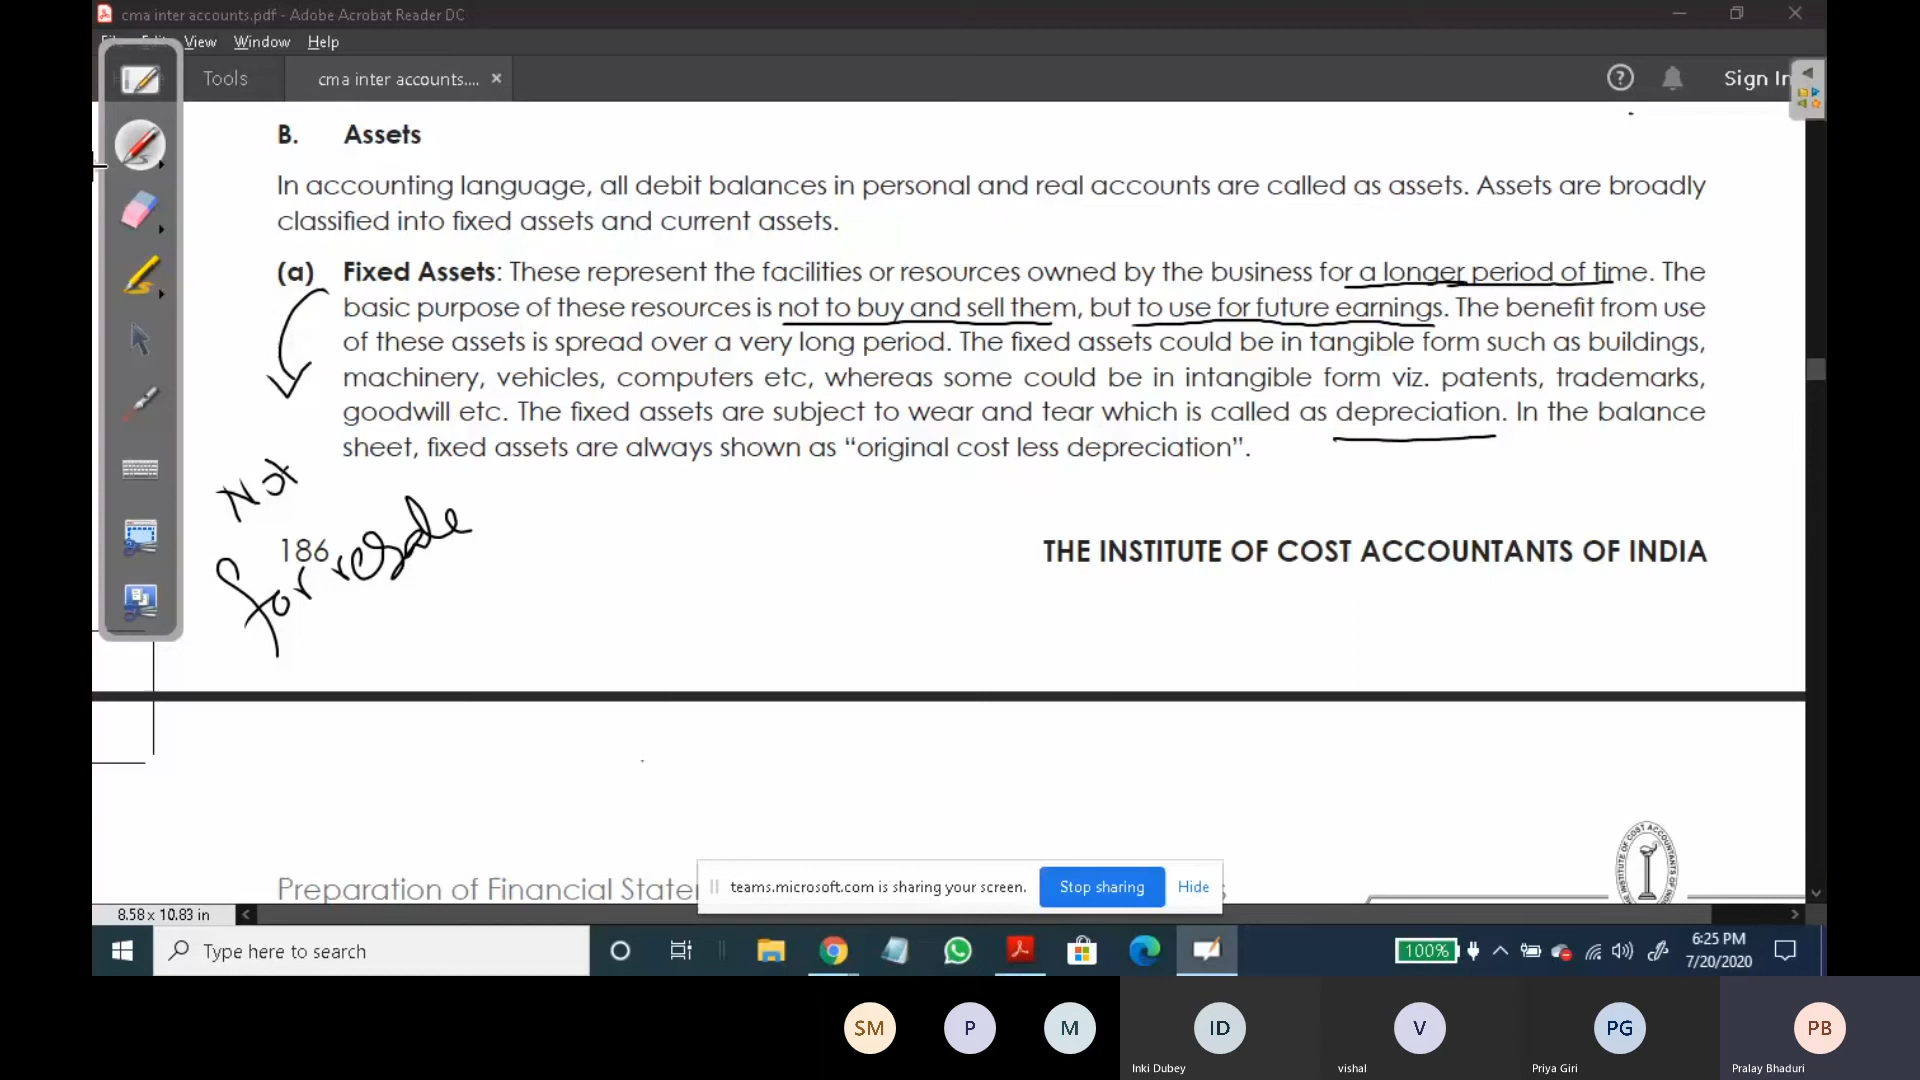 cma inter accounts.pdf - Adobe Acrobat Reader DC
View Window Help
Tools
cma inter accounts.... ×
? Sign In
B. Assets
In accounting language, all debit balances in personal and real accounts are called as assets. Assets are broadly
classified into fixed assets and current assets.
(a) Fixed Assets: These represent the facilities or resources owned by the business for a longer period of time. The
basic purpose of these resources is not to buy and sell them, but to use for future earnings. The benefit from use
of these assets is spread over a very long period. The fixed assets could be in tangible form such as buildings,
machinery, vehicles, computers etc, whereas some could be in intangible form viz. patents, trademarks,
goodwill etc. The fixed assets are subject to wear and tear which is called as depreciation. In the balance
sheet, fixed assets are always shown as “original cost less depreciation”.
Not
for resale
186
THE INSTITUTE OF COST ACCOUNTANTS OF INDIA
Preparation of Financial State
teams.microsoft.com is sharing your screen. Stop sharing Hide
8.58 x 10.83 in
Type here to search
100%
6:25 PM
7/20/2020
SM P M ID V PG PB
Inki Dubey vishal Priya Giri Pralay Bhaduri